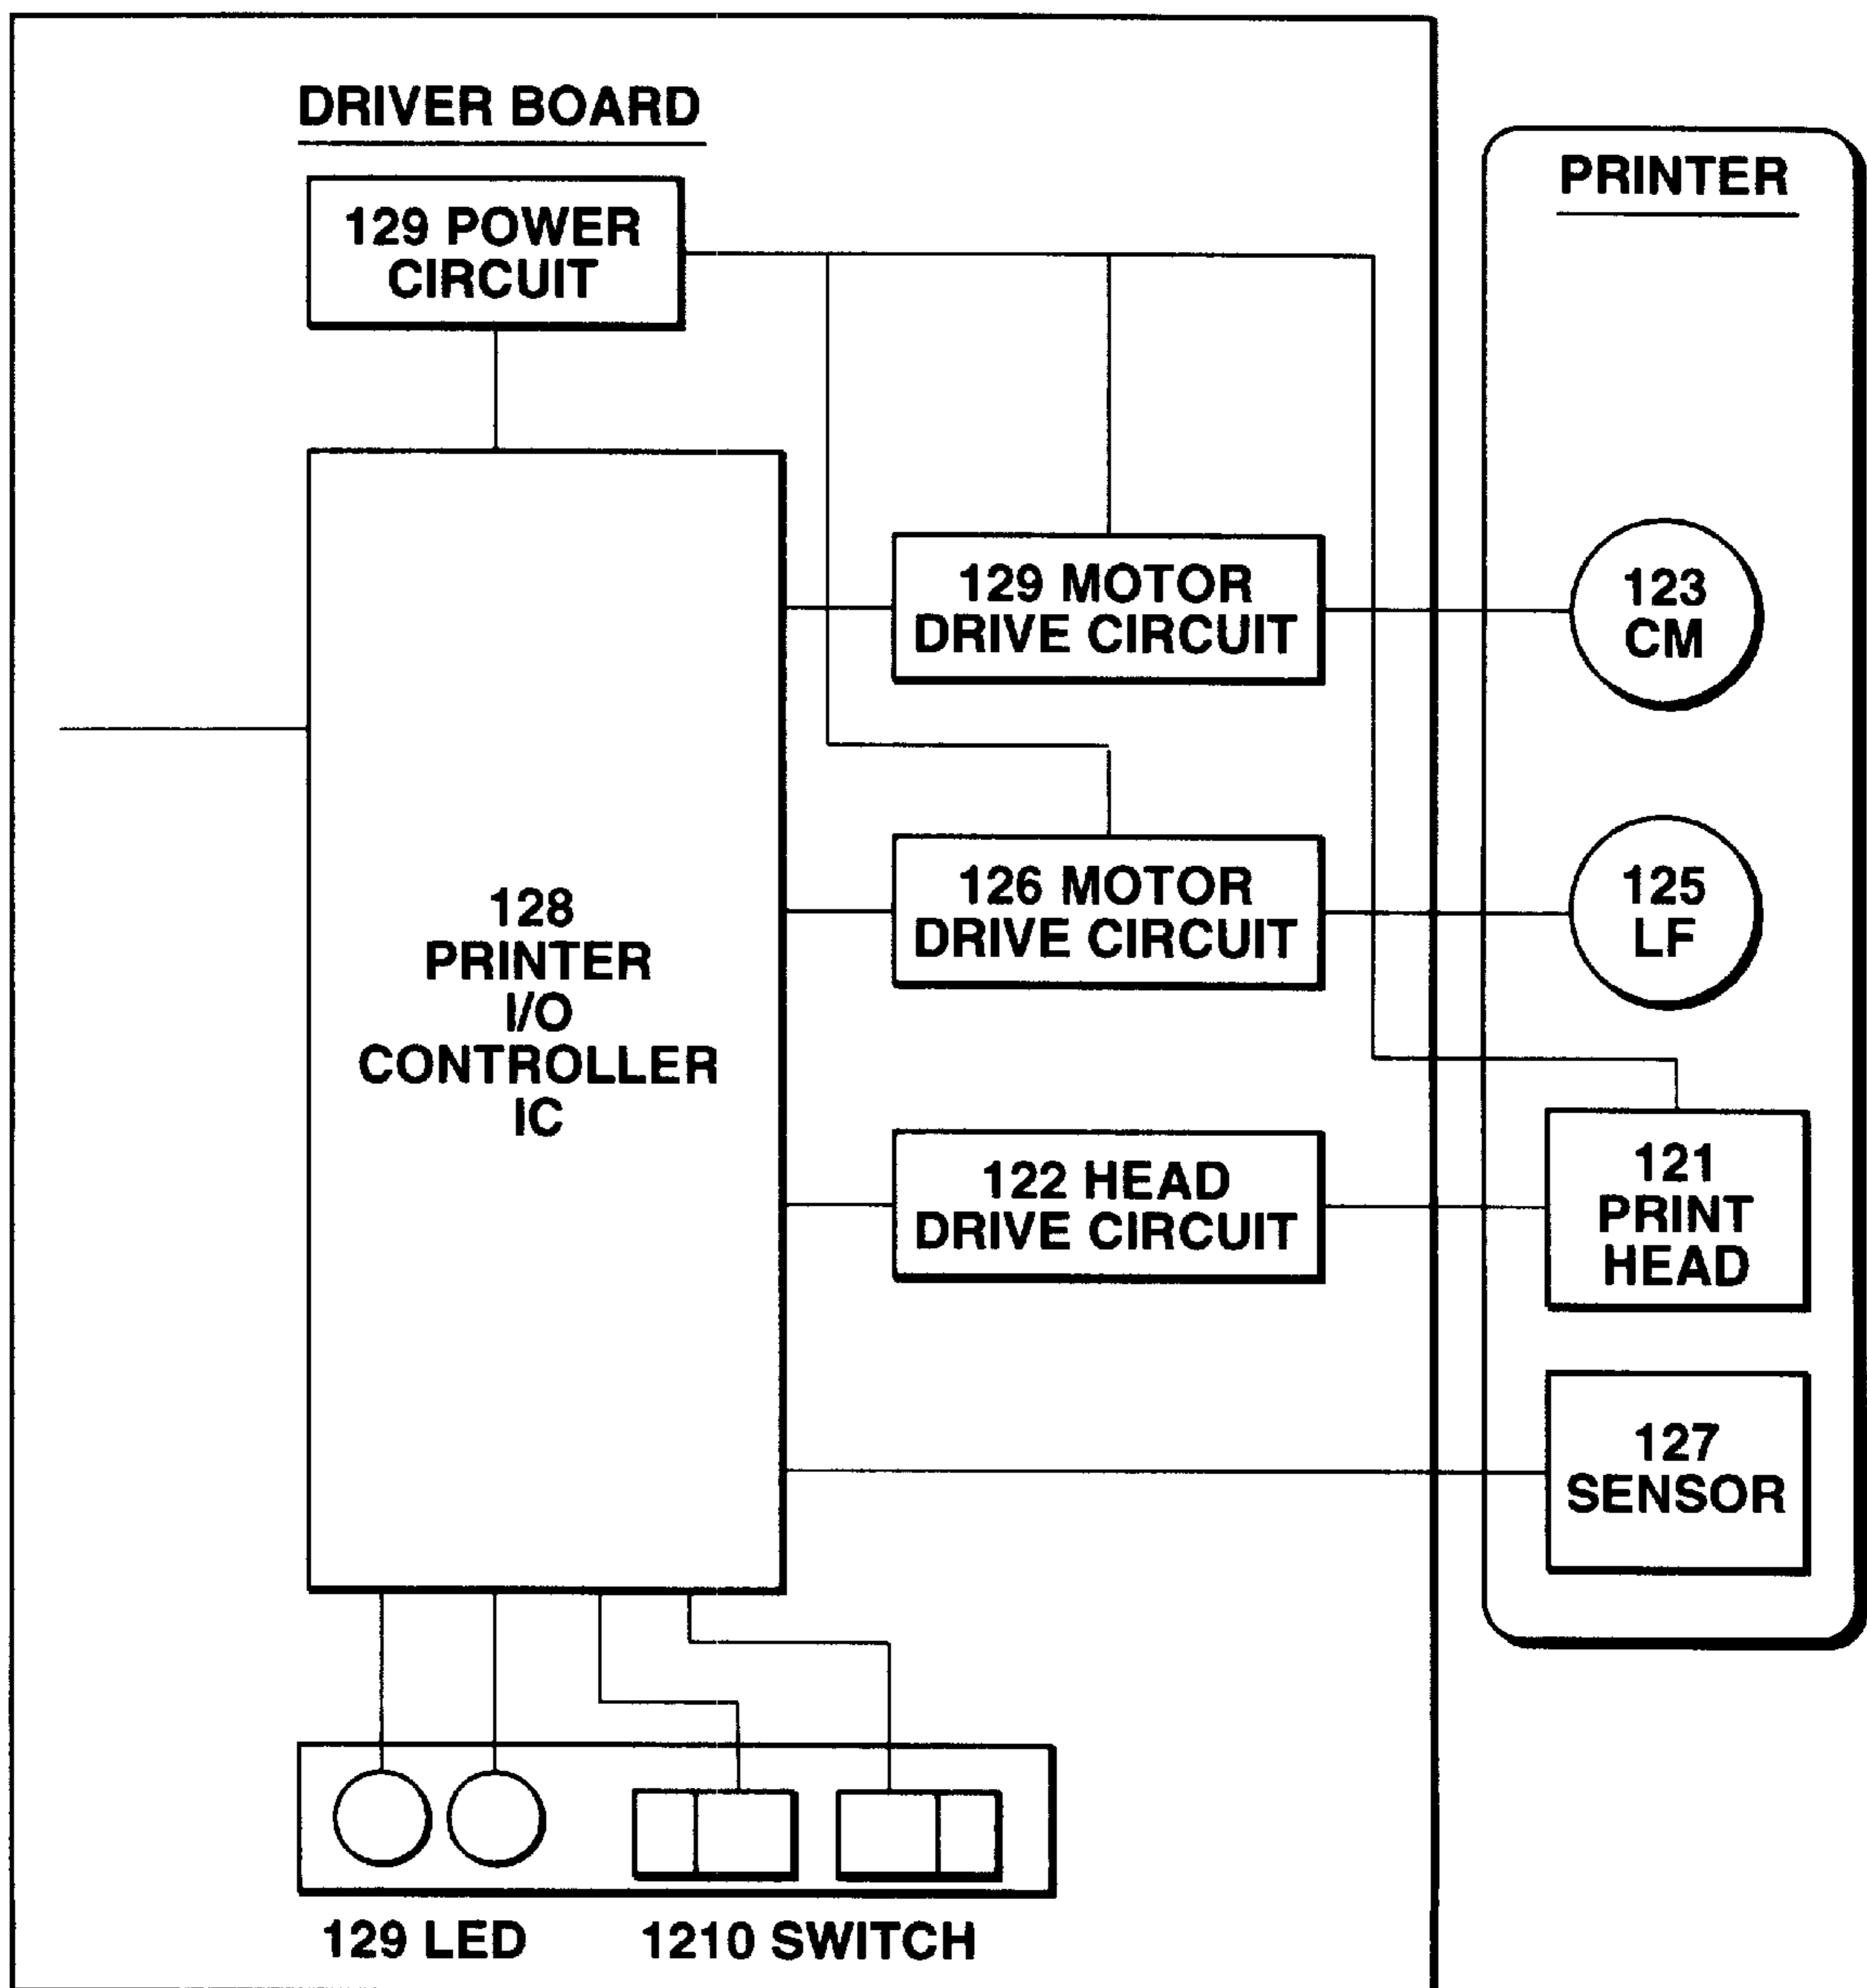 DRIVER BOARD
PRINTER
129 POWER
CIRCUIT
129 MOTOR
DRIVE CIRCUIT
123
CM
126 MOTOR
DRIVE CIRCUIT
125
LF
128
PRINTER
I/O
CONTROLLER
IC
122 HEAD
DRIVE CIRCUIT
121
PRINT
HEAD
127
SENSOR
129 LED
1210 SWITCH